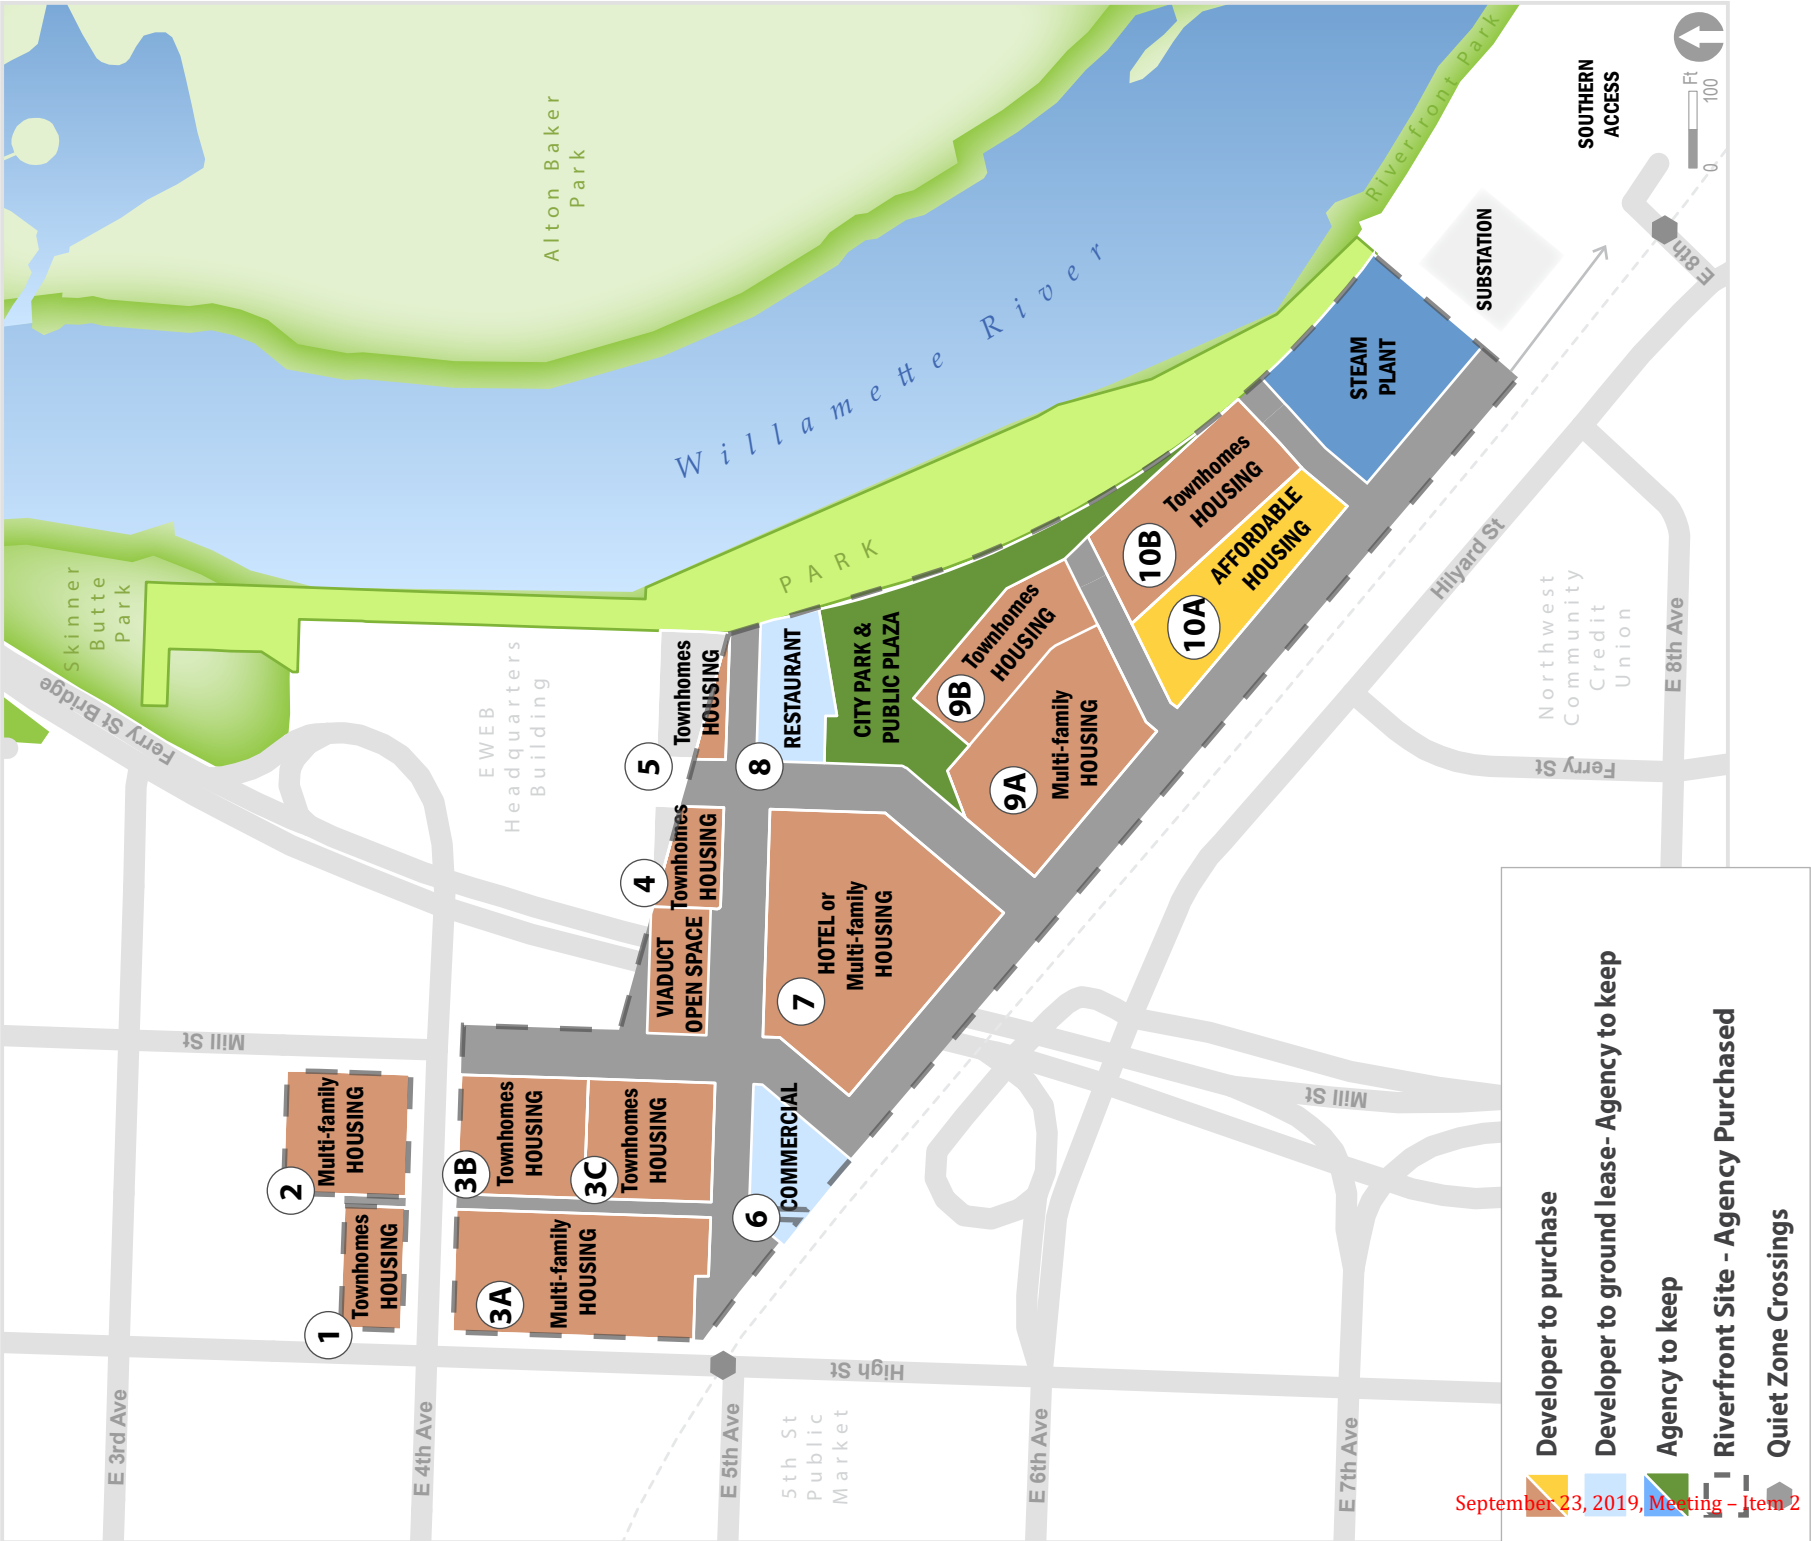 Skinner
Butte
Park
Alton Baker
Park
Willamette River
Riverfront Park
PARK
Ferry St Bridge
EWEB
Headquarters
Building
E 3rd Ave
E 4th Ave
E 5th Ave
E 6th Ave
E 7th Ave
E 8th Ave
E 8th
Mill St
Mill St
High St
Hilyard St
Ferry St
5th St
Public
Market
Northwest
Community
Credit
Union
1
Townhomes
HOUSING
2
Multi-family
HOUSING
3A
Multi-family
HOUSING
3B
Townhomes
HOUSING
3C
Townhomes
HOUSING
VIADUCT
OPEN SPACE
4
Townhomes
HOUSING
5
Townhomes
HOUSING
6
COMMERCIAL
7
HOTEL or
Multi-family
HOUSING
8
RESTAURANT
CITY PARK &
PUBLIC PLAZA
9A
Multi-family
HOUSING
9B
Townhomes
HOUSING
10A
AFFORDABLE
HOUSING
10B
Townhomes
HOUSING
STEAM
PLANT
SUBSTATION
SOUTHERN
ACCESS
Ft
0 100
Developer to purchase
Developer to ground lease- Agency to keep
Agency to keep
Riverfront Site - Agency Purchased
Quiet Zone Crossings
September 23, 2019, Meeting – Item 2